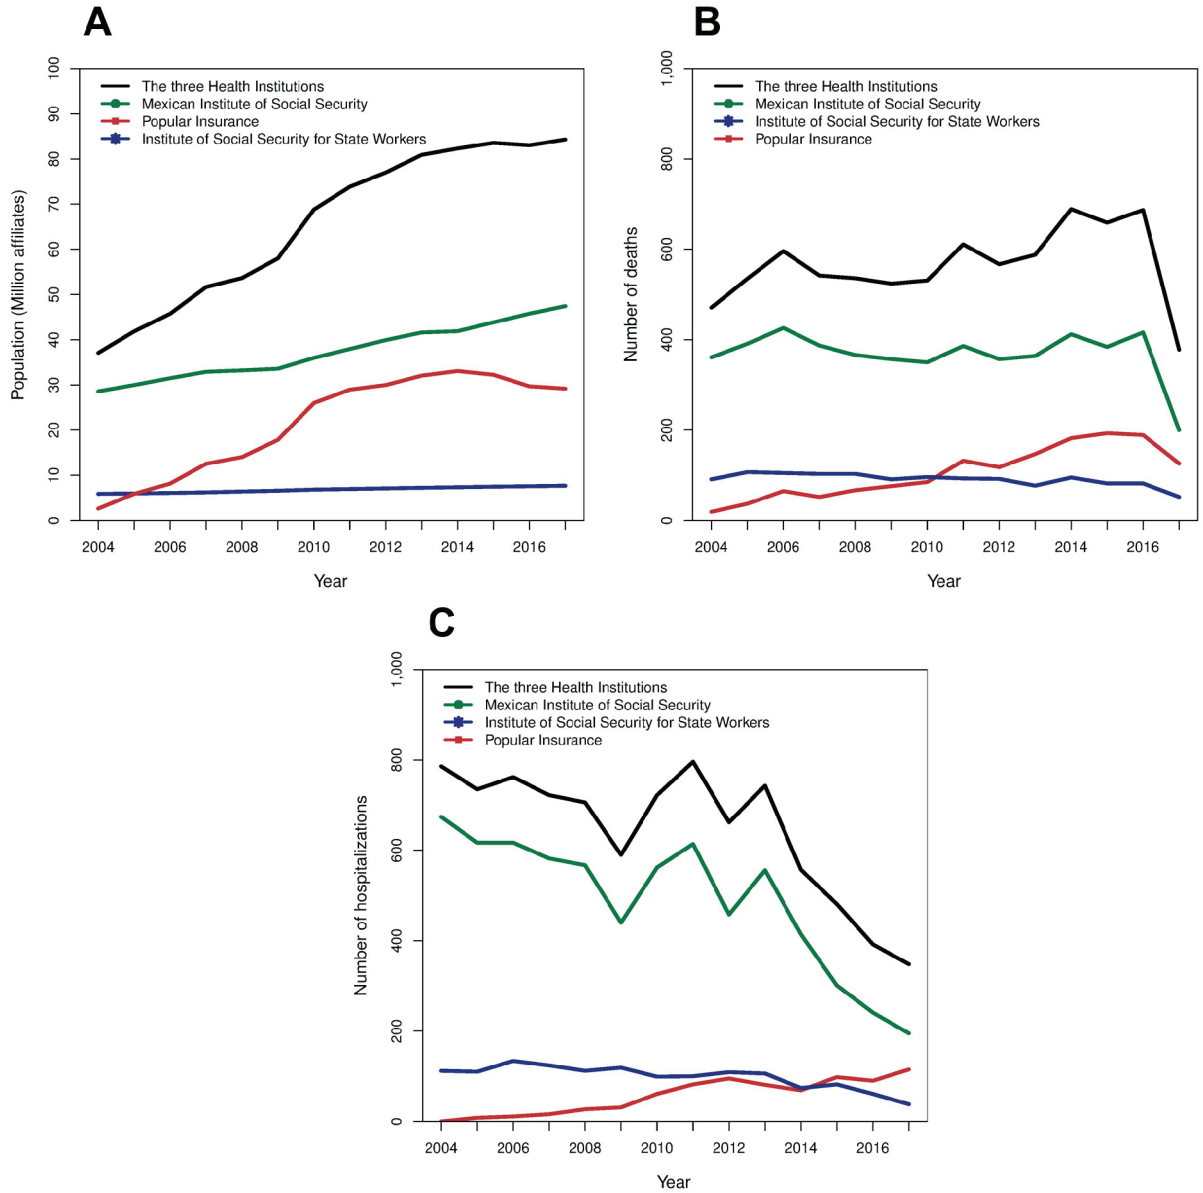 A
100
90
80
70
60
50
40
30
20
10
0
Population (Million affiliates)
The three Health Institutions
Mexican Institute of Social Security
Popular Insurance
Institute of Social Security for State Workers
2004 2006 2008 2010 2012 2014 2016
Year
B
1,000
800
600
400
200
0
Number of deaths
The three Health Institutions
Mexican Institute of Social Security
Institute of Social Security for State Workers
Popular Insurance
2004 2006 2008 2010 2012 2014 2016
Year
C
1,000
800
600
400
200
0
Number of hospitalizations
The three Health Institutions
Mexican Institute of Social Security
Institute of Social Security for State Workers
Popular Insurance
2004 2006 2008 2010 2012 2014 2016
Year